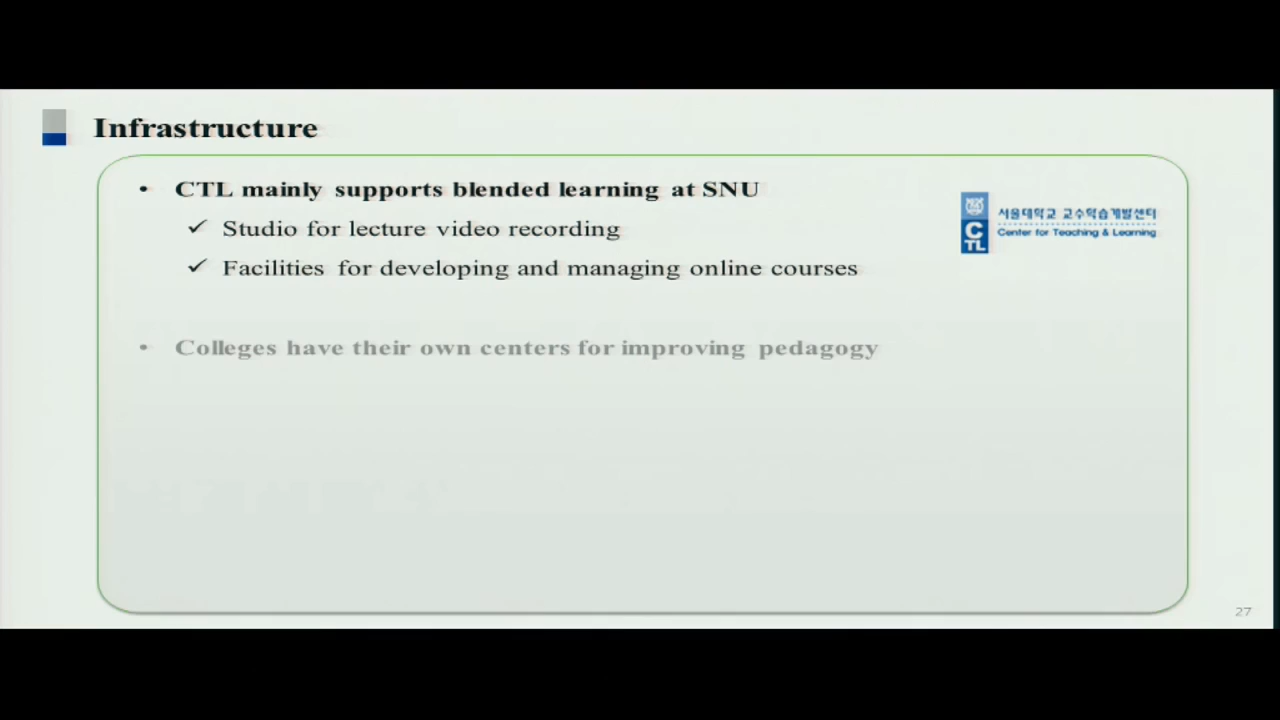 Infrastructure
• CTL mainly supports blended learning at SNU
✓ Studio for lecture video recording
✓ Facilities for developing and managing online courses
CTL
서울대학교 교수학습개발센터
Center for Teaching & Learning
• Colleges have their own centers for improving pedagogy
27